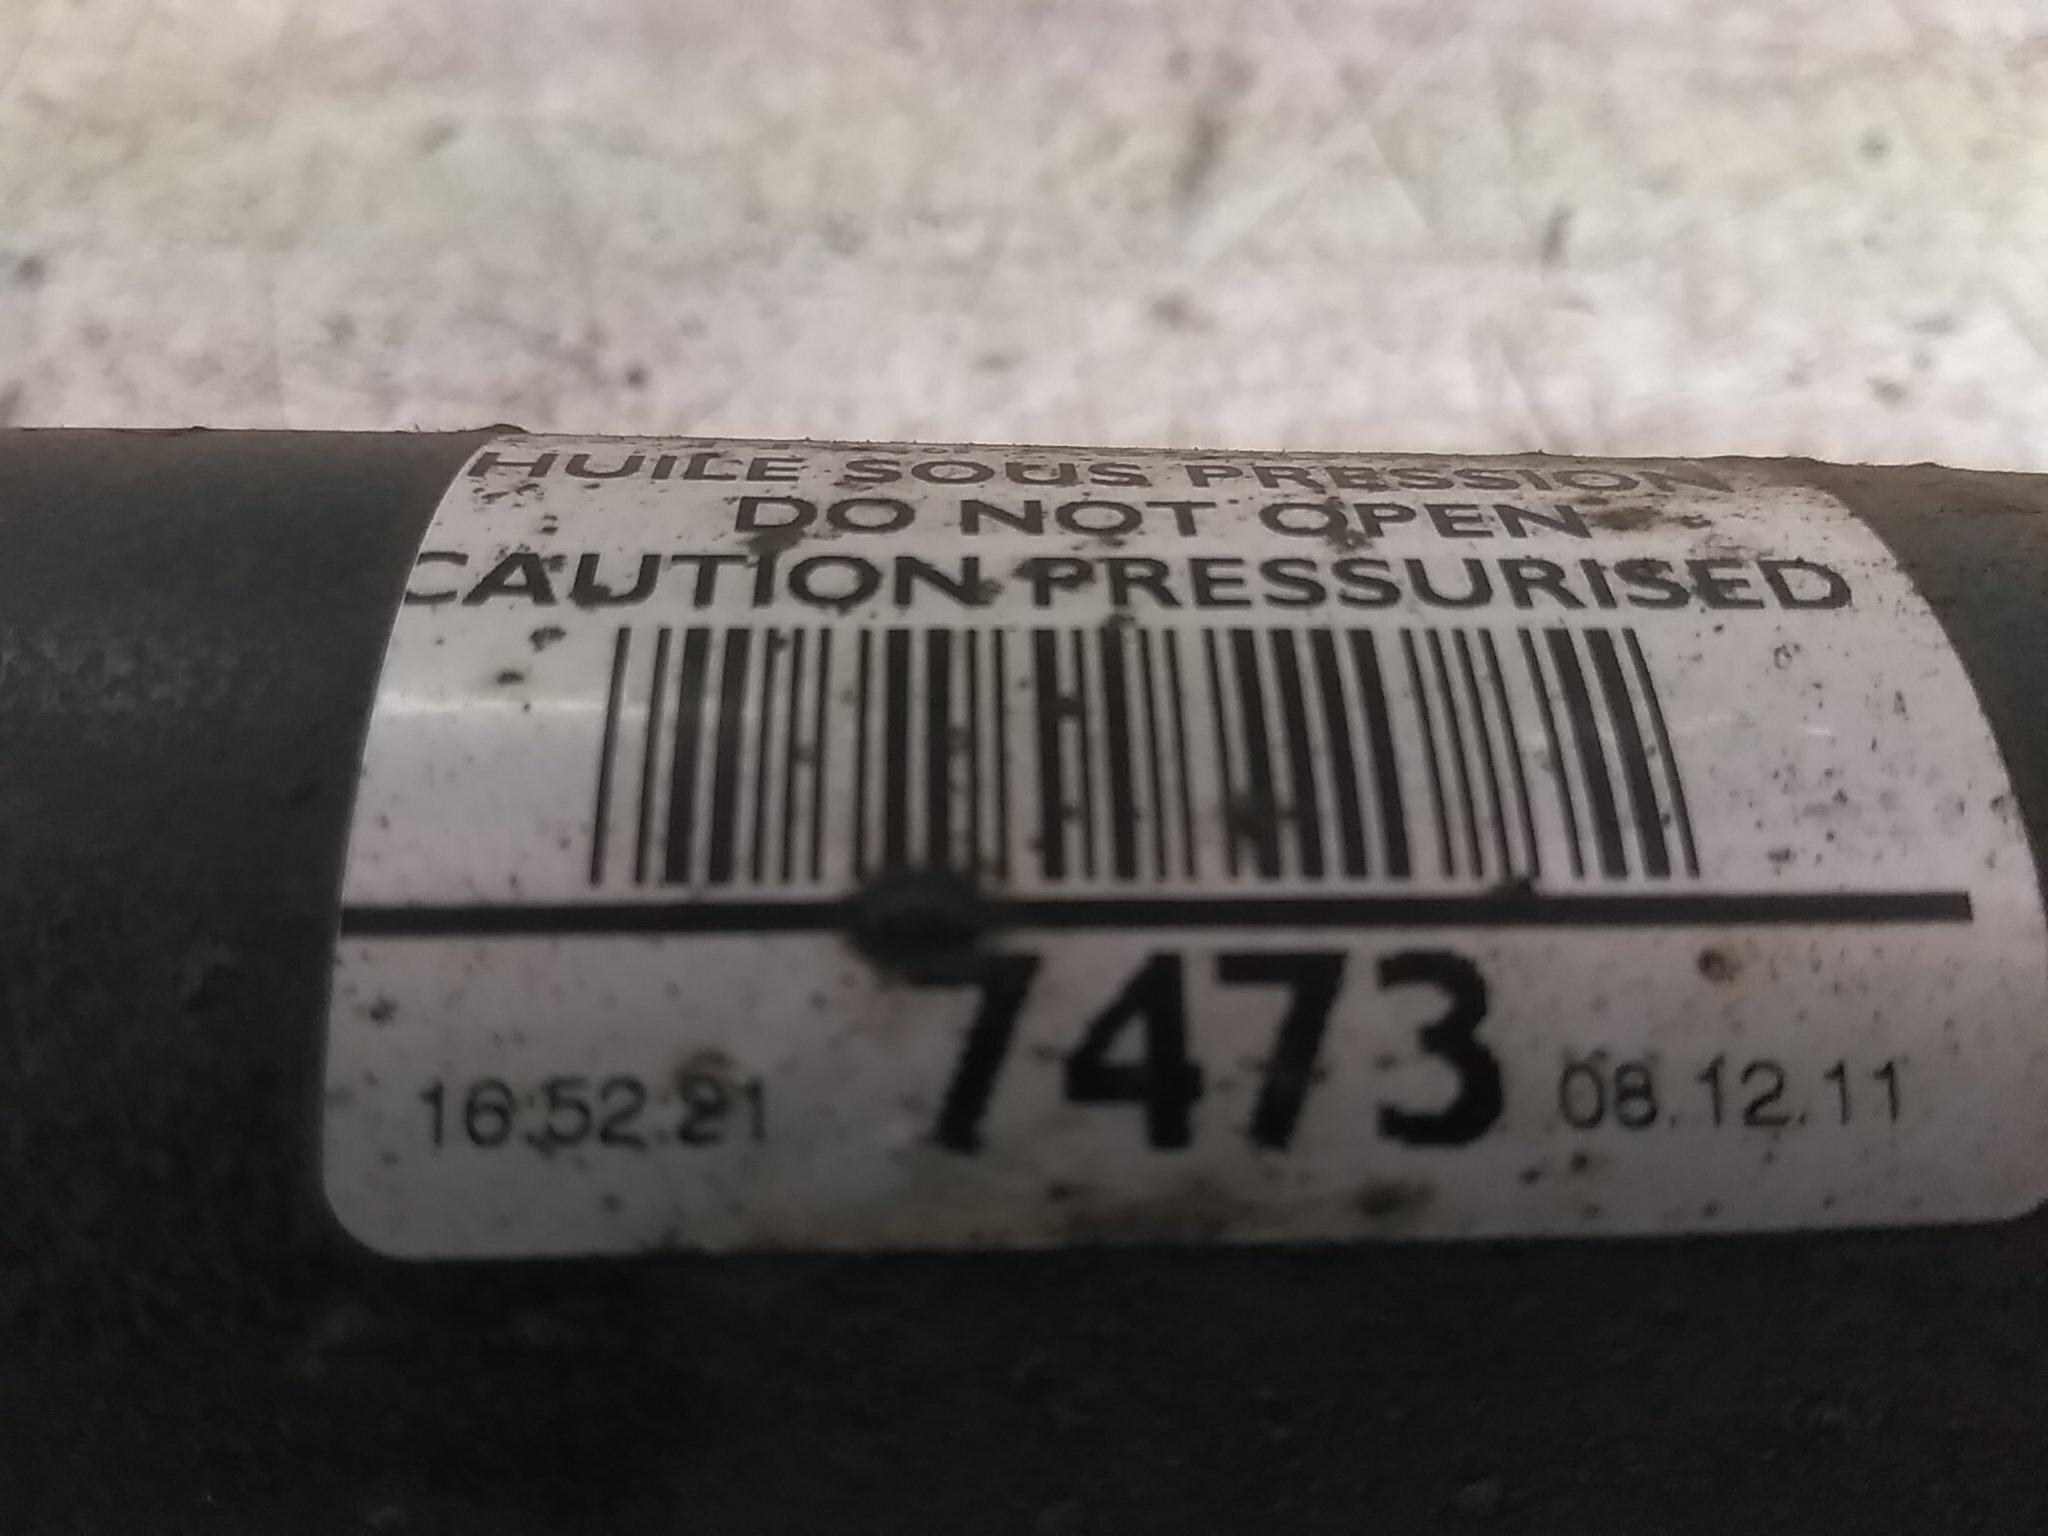 HUILE SOUS PRESSION
DO NOT OPEN
CAUTION PRESSURISED
16:52:21 7473 08.12.11